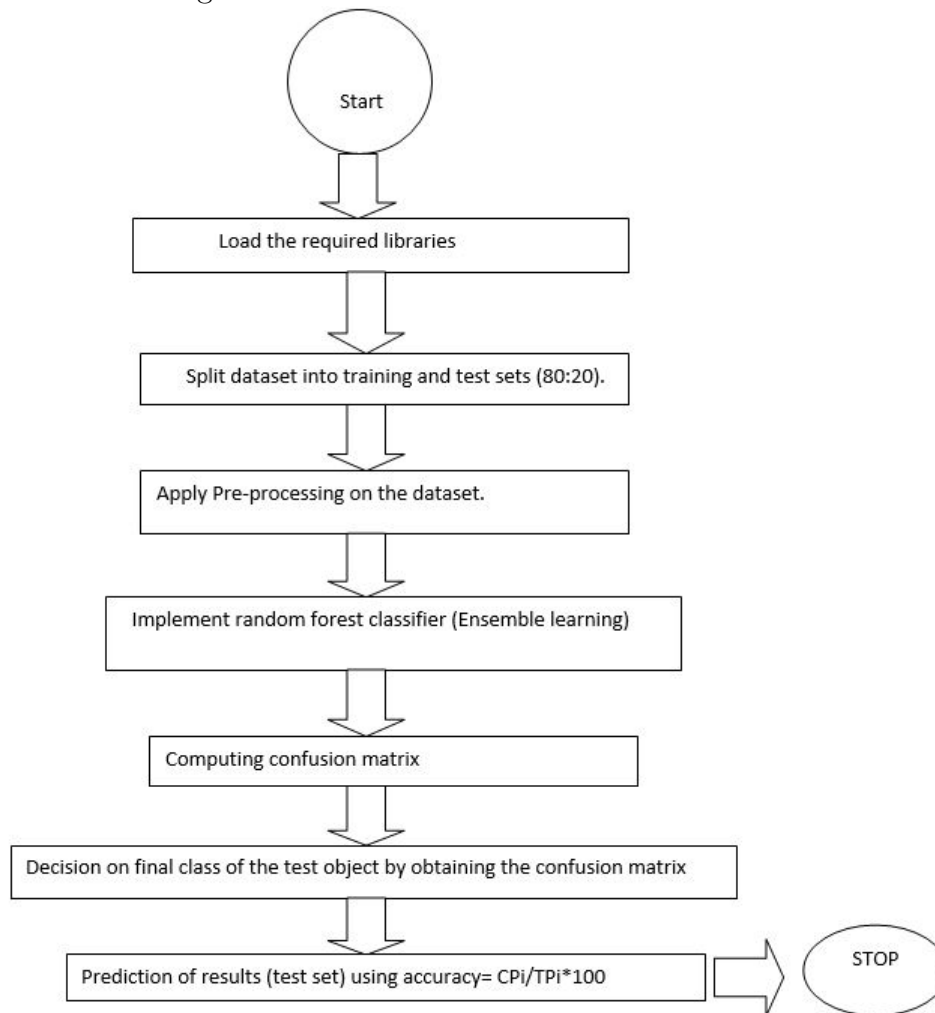 Start
Load the required libraries
Split dataset into training and test sets (80:20).
Apply Pre-processing on the dataset.
Implement random forest classifier (Ensemble learning)
Computing confusion matrix
Decision on final class of the test object by obtaining the confusion matrix
Prediction of results (test set) using accuracy= CPi/TPi*100
STOP